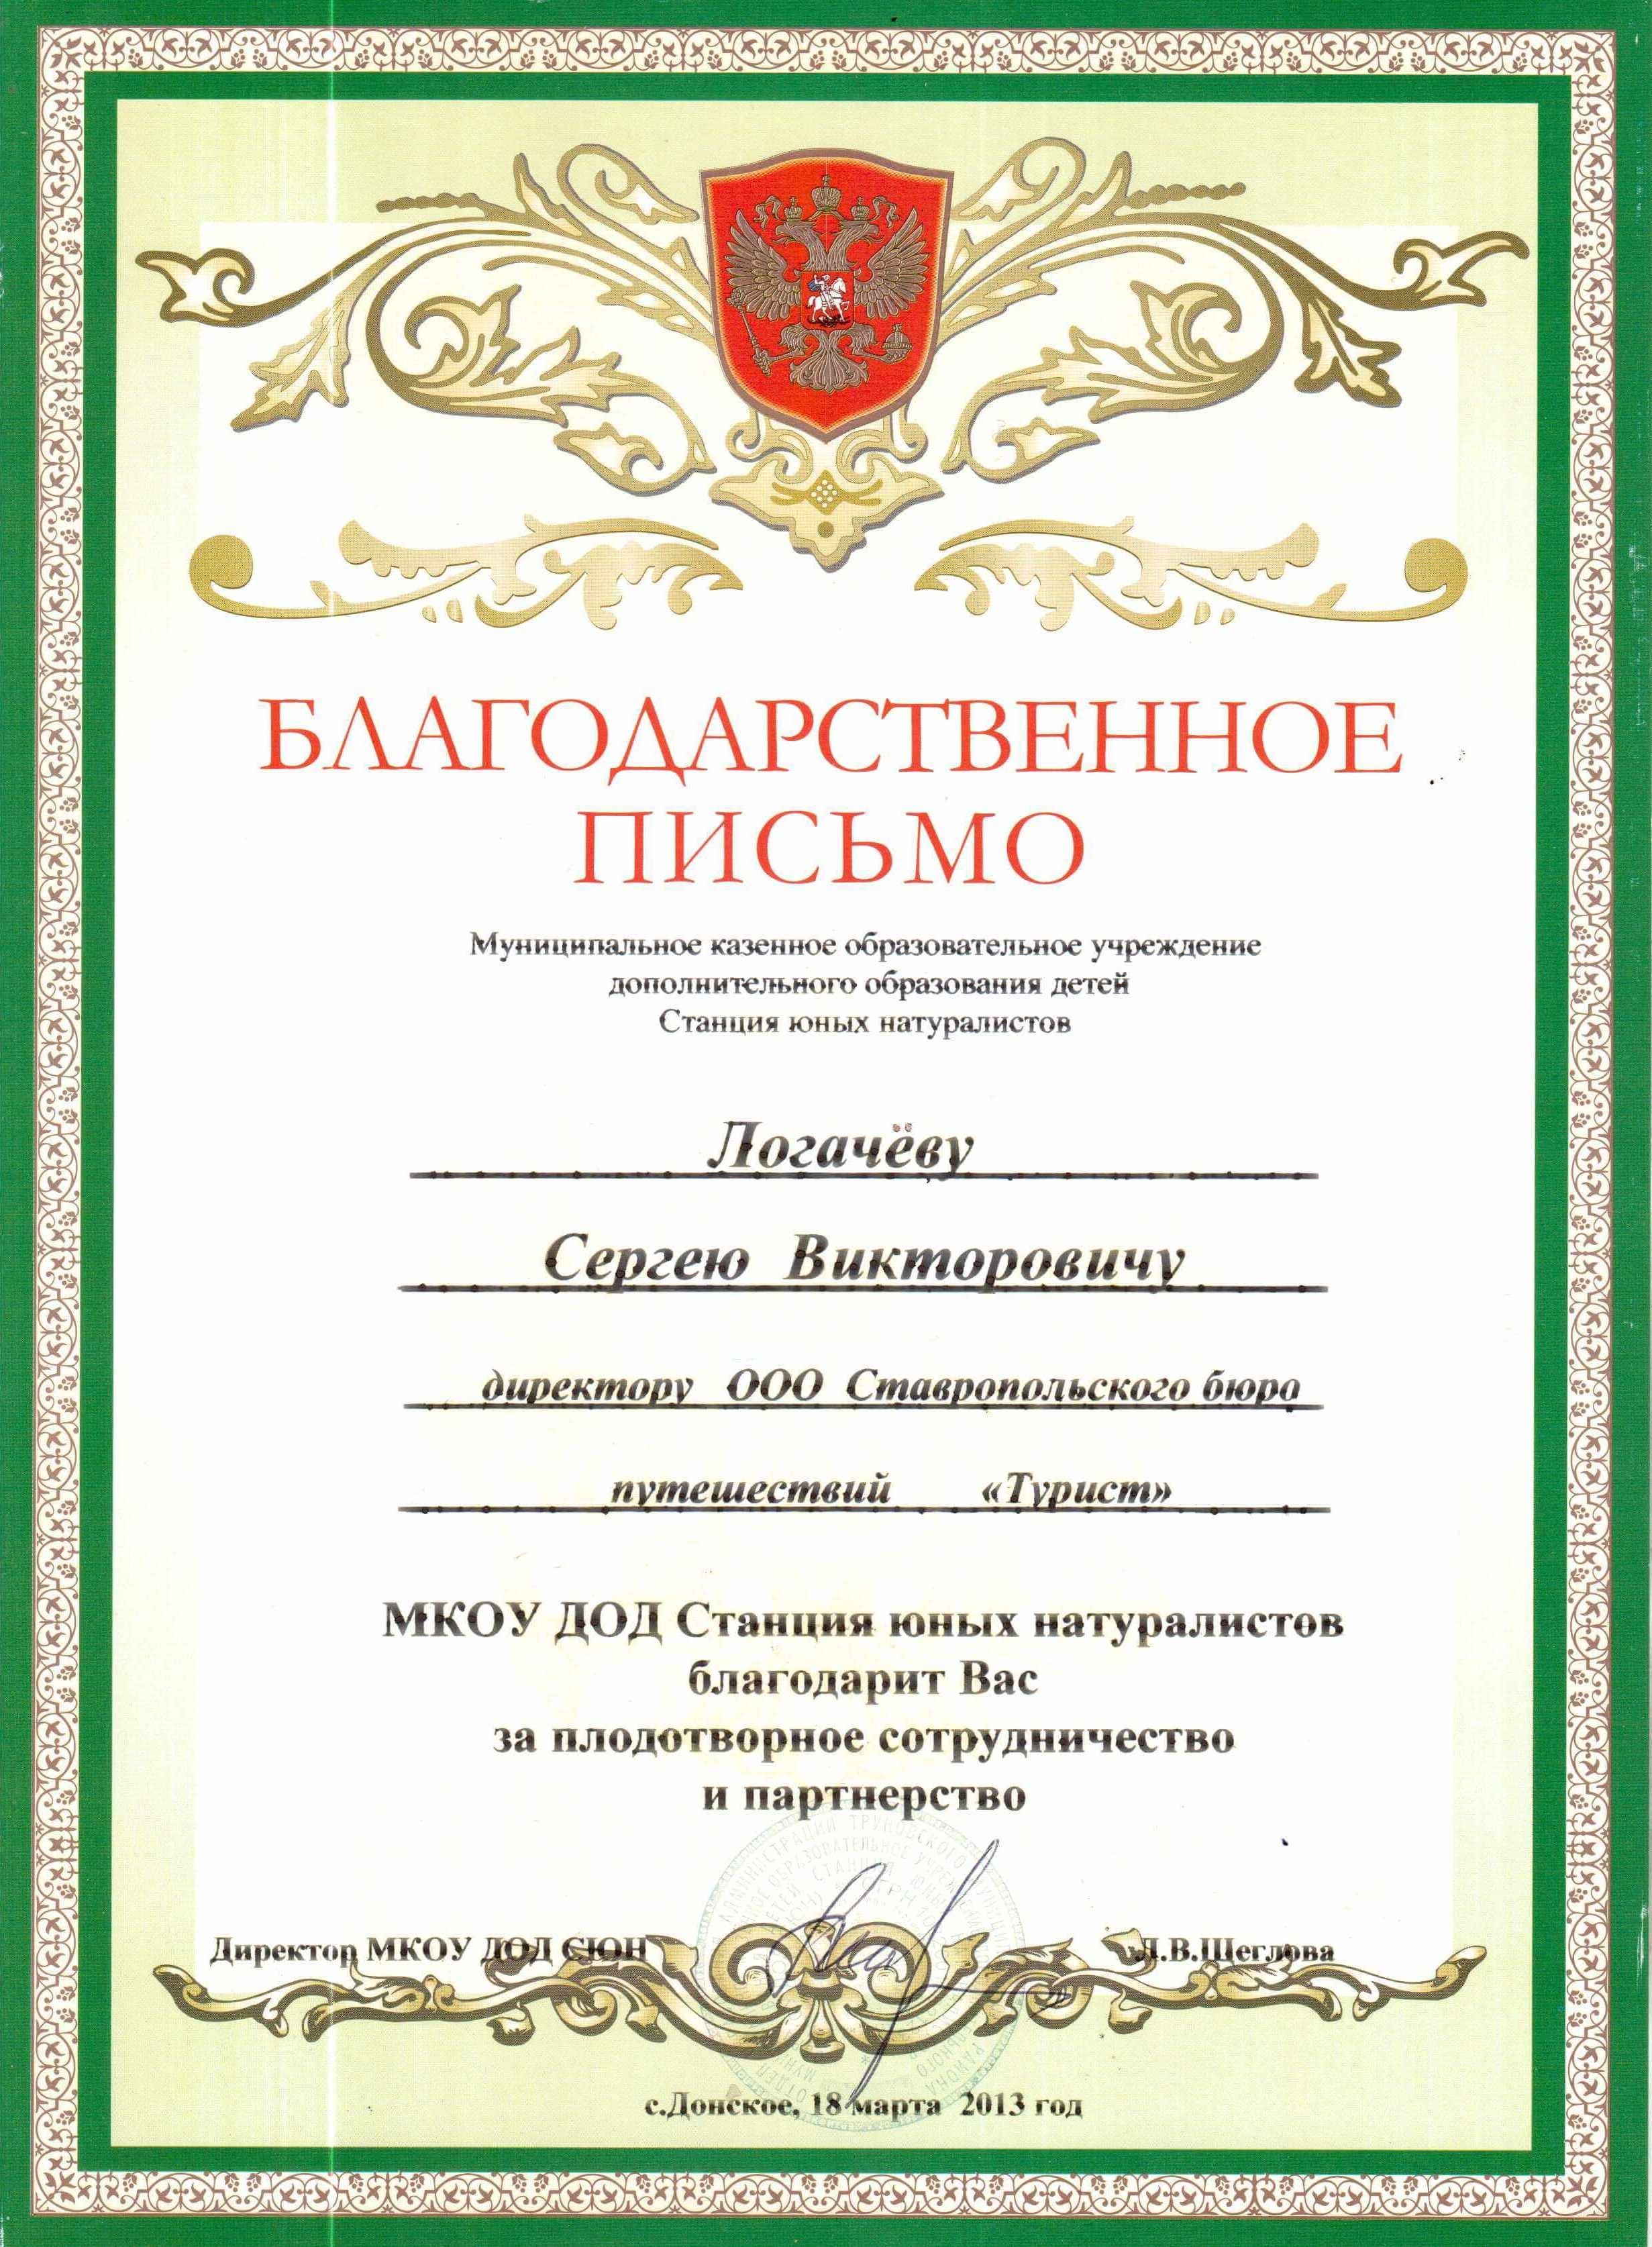 БЛАГОДАРСТВЕННОЕ
ПИСЬМО
Муниципальное казенное образовательное учреждение
дополнительного образования детей
Станция юных натуралистов
Логачёву
Сергею Викторовичу
директору ООО Ставропольского бюро
путешествий «Турист»
МКОУ ДОД Станция юных натуралистов
благодарит Вас
за плодотворное сотрудничество
и партнерство
Директор МКОУ ДОД СЮН Л.В.Щеглова
с.Донское, 18 марта 2013 год